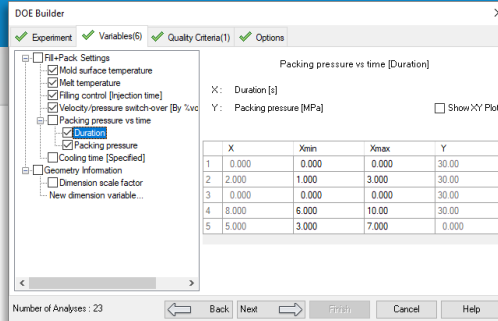 DOE Builder
Experiment Variables(6) Quality Criteria(1) Options
Fill+Pack Settings
Mold surface temperature
Melt temperature
Filling control [Injection time]
Velocity/pressure switch-over [By %vo
Packing pressure vs time
Duration
Packing pressure
Cooling time [Specified]
Geometry Information
Dimension scale factor
New dimension variable...
Packing pressure vs time [Duration]
X : Duration [s]
Y : Packing pressure [MPa]
Show XY Plot
X Xmin Xmax Y
1 0.000 0.000 0.000 30.00
2 2.000 1.000 3.000 30.00
3 0.000 0.000 0.000 30.00
4 8.000 6.000 10.00 30.00
5 5.000 3.000 7.000 0.000
Number of Analyses : 23
Back Next Finish Cancel Help